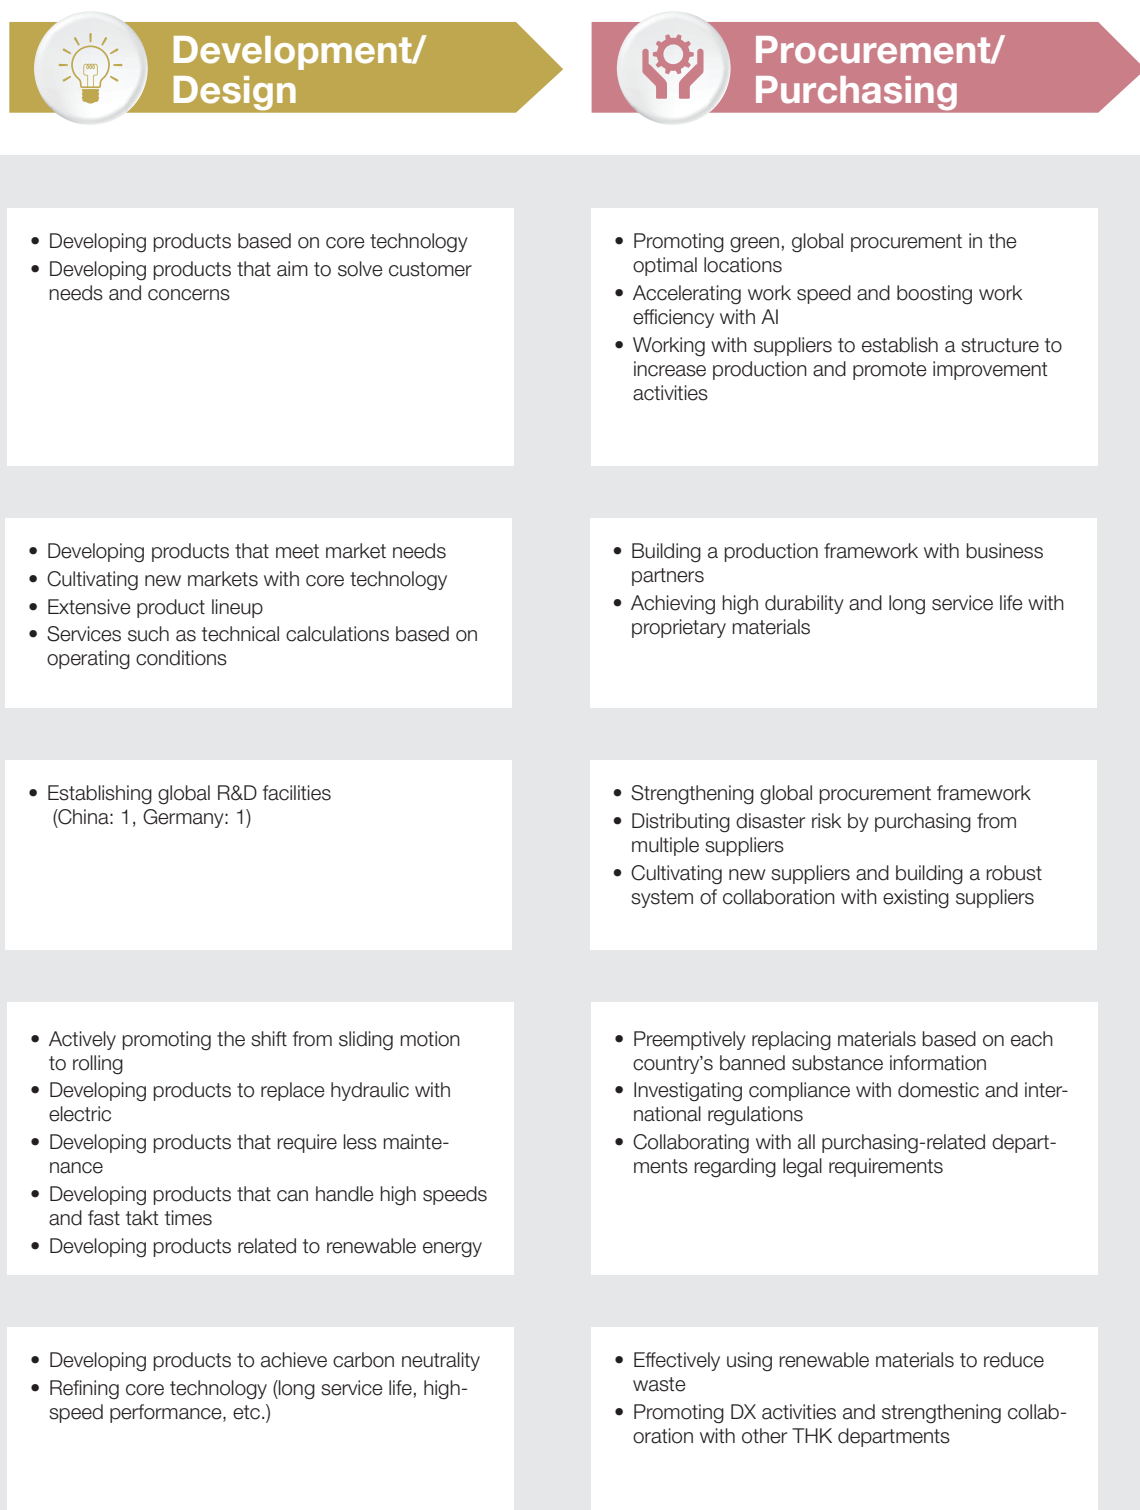 Development/
Design
Procurement/
Purchasing
• Developing products based on core technology
• Developing products that aim to solve customer
needs and concerns
• Promoting green, global procurement in the
optimal locations
• Accelerating work speed and boosting work
efficiency with AI
• Working with suppliers to establish a structure to
increase production and promote improvement
activities
• Developing products that meet market needs
• Cultivating new markets with core technology
• Extensive product lineup
• Services such as technical calculations based on
operating conditions
• Building a production framework with business
partners
• Achieving high durability and long service life with
proprietary materials
• Establishing global R&D facilities
(China: 1, Germany: 1)
• Strengthening global procurement framework
• Distributing disaster risk by purchasing from
multiple suppliers
• Cultivating new suppliers and building a robust
system of collaboration with existing suppliers
• Actively promoting the shift from sliding motion
to rolling
• Developing products to replace hydraulic with
electric
• Developing products that require less mainte-
nance
• Developing products that can handle high speeds
and fast takt times
• Developing products related to renewable energy
• Preemptively replacing materials based on each
country’s banned substance information
• Investigating compliance with domestic and inter-
national regulations
• Collaborating with all purchasing-related depart-
ments regarding legal requirements
• Developing products to achieve carbon neutrality
• Refining core technology (long service life, high-
speed performance, etc.)
• Effectively using renewable materials to reduce
waste
• Promoting DX activities and strengthening collab-
oration with other THK departments